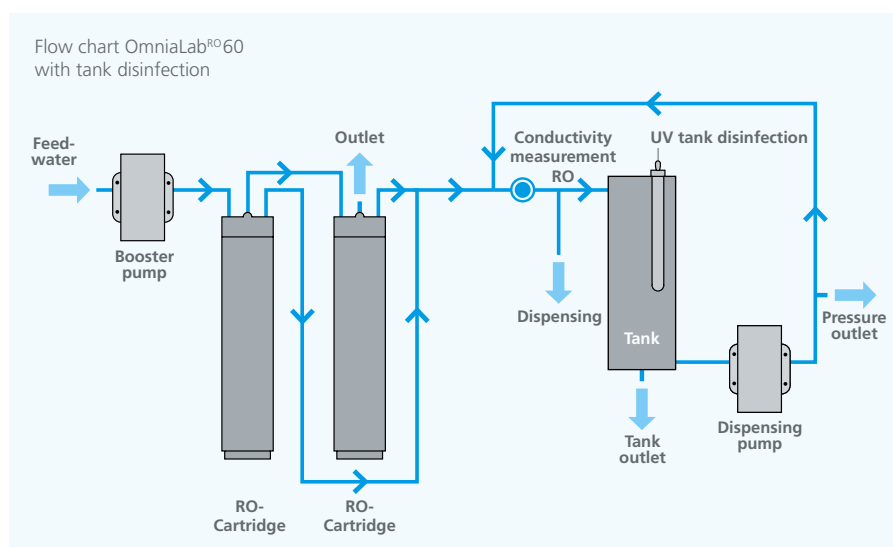 Flow chart OmniaLabRO60
with tank disinfection
Feed-
water
Booster
pump
Outlet
Conductivity
measurement
RO
UV tank disinfection
Dispensing
Tank
Pressure
outlet
Tank
outlet
Dispensing
pump
RO-
Cartridge
RO-
Cartridge